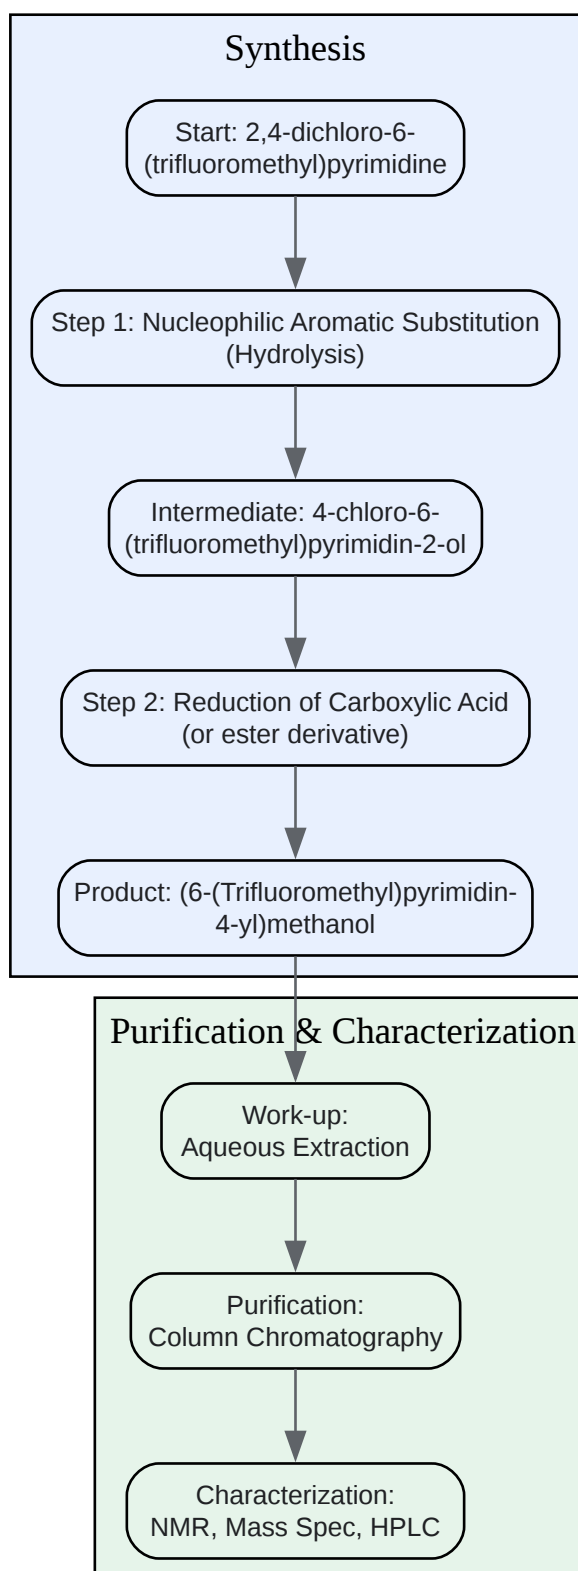 Synthesis
Start: 2,4-dichloro-6-
(trifluoromethyl)pyrimidine
Step 1: Nucleophilic Aromatic Substitution
(Hydrolysis)
Intermediate: 4-chloro-6-
(trifluoromethyl)pyrimidin-2-ol
Step 2: Reduction of Carboxylic Acid
(or ester derivative)
Product: (6-(Trifluoromethyl)pyrimidin-
4-yl)methanol
Purification & Characterization
Work-up:
Aqueous Extraction
Purification:
Column Chromatography
Characterization:
NMR, Mass Spec, HPLC